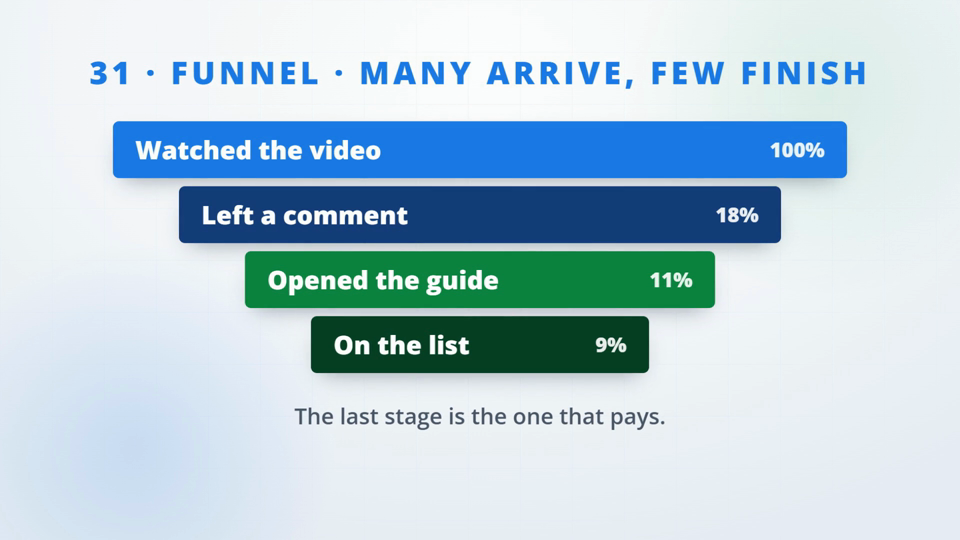 31 · FUNNEL · MANY ARRIVE, FEW FINISH
Watched the video 100%
Left a comment 18%
Opened the guide 11%
On the list 9%
The last stage is the one that pays.